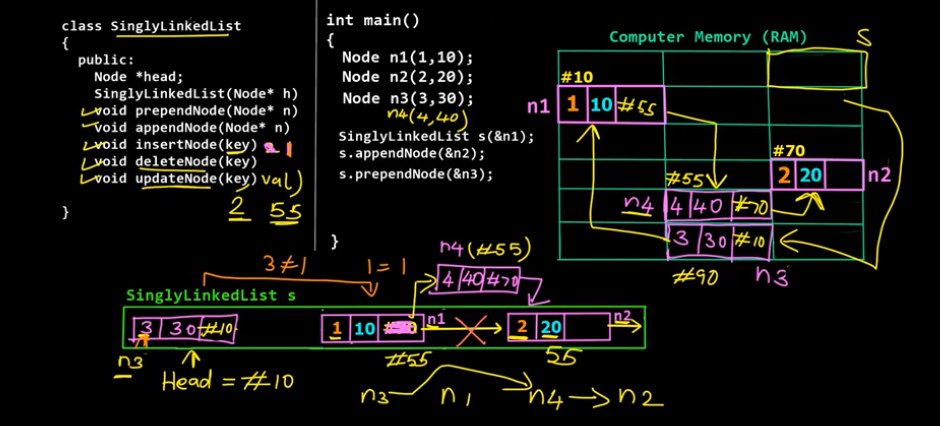 class SinglyLinkedList
{
public:
Node *head;
SinglyLinkedList(Node* h)
void prependNode(Node* n)
void appendNode(Node* n)
void insertNode(key) 1
void deleteNode(key)
void updateNode(key) val)
2 55
}
int main()
{
Node n1(1,10);
Node n2(2,20);
Node n3(3,30);
n4(4,40)
SinglyLinkedList s(&n1);
s.appendNode(&n2);
s.prependNode(&n3);
}
Computer Memory (RAM) S
#10
n1 1 10 #55
#70
2 20 n2
#55
n4 4 40 #70
3 30 #10
#90 n3
3≠1 1=1
n4(#55)
4 40 #70
SinglyLinkedList s
3 30 #10 1 10 n1 2 20 n2
n3 #55 55
Head = #10
n3 n1 n4 → n2